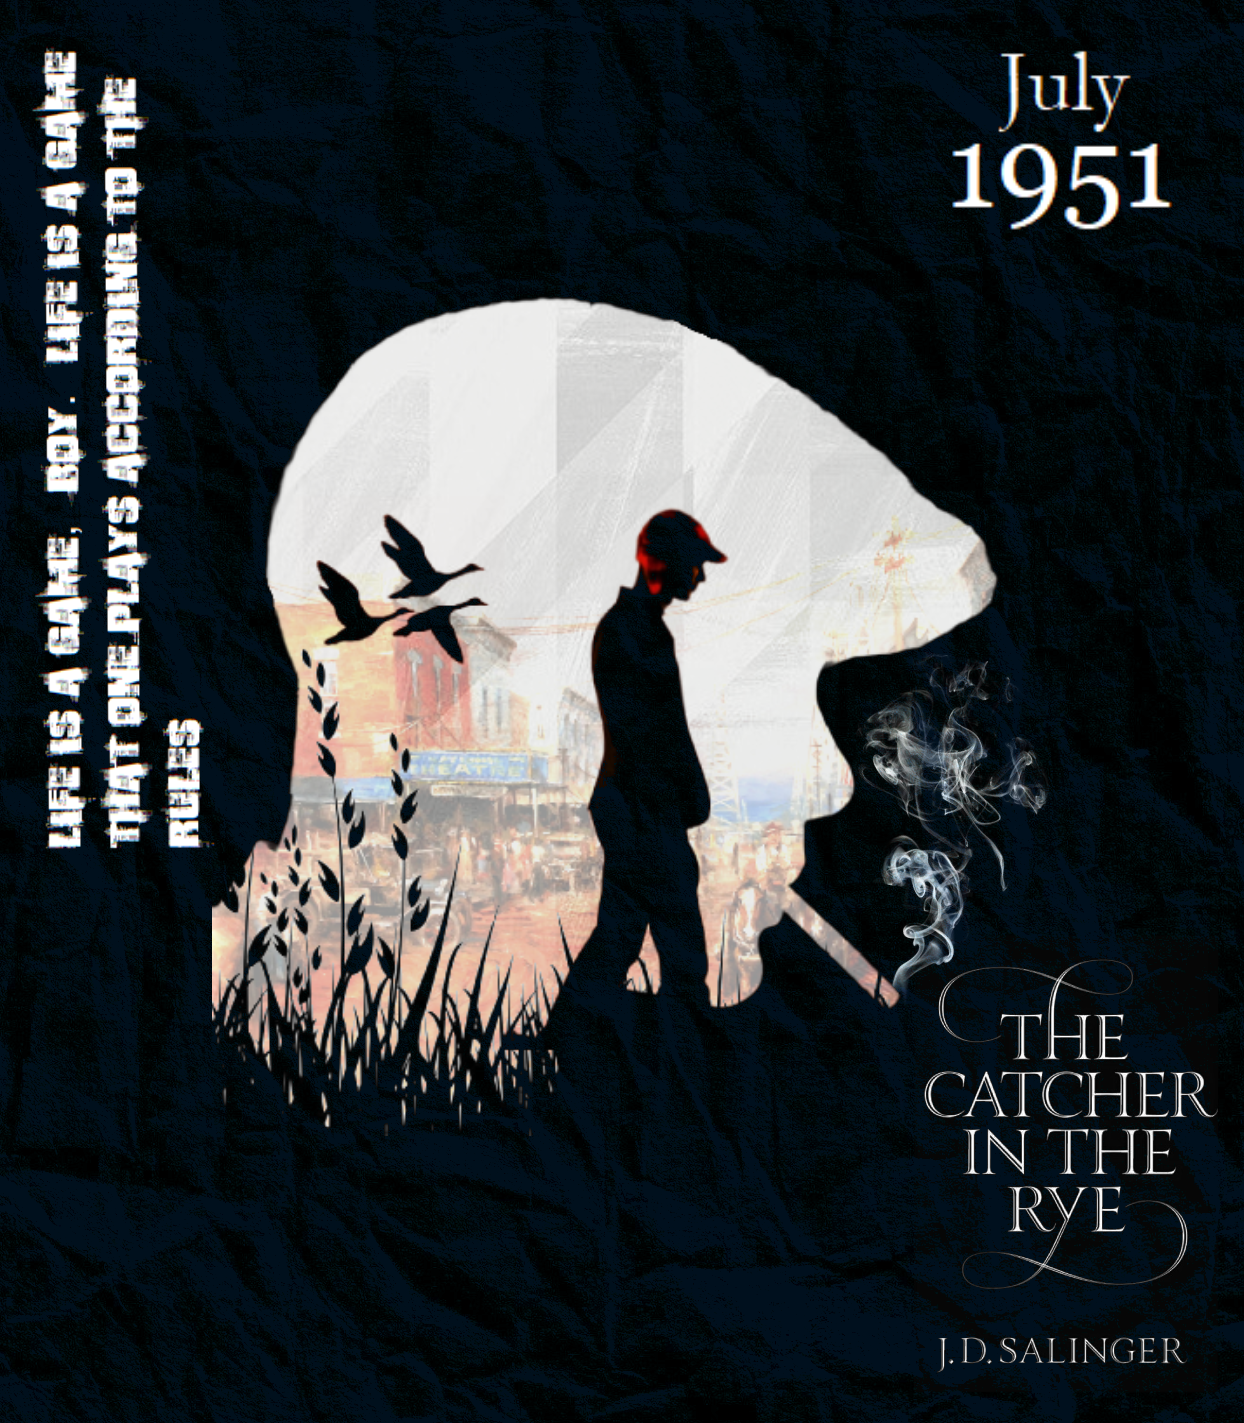 LIFE IS A GAME, BOY. LIFE IS A GAME
THAT ONE PLAYS ACCORDING TO THE
RULES
July
1951
THEATRE
THE
CATCHER
IN THE
RYE
J.D. SALINGER